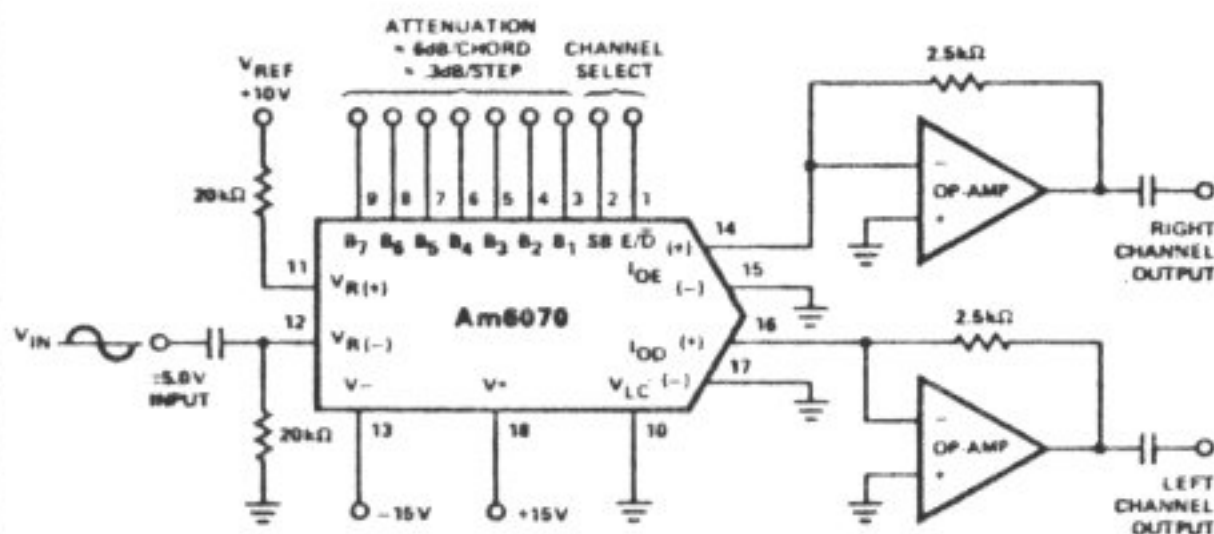 ATTENUATION
≈ 6dB/CHORD
≈ .3dB/STEP
CHANNEL
SELECT
VREF
+10V
20kΩ
2.5kΩ
9 8 7 6 5 4 3 2 1
B7 B6 B5 B4 B3 B2 B1 SB E/D̅
14
(+)
IOE
15
(−)
11
VR(+)
Am6070
12
VR(−)
16
IOD (+)
17
VLC (−)
V− V+
13 18 10
VIN
±5.0V
INPUT
20kΩ
−15V +15V
−
OP-AMP
+
RIGHT
CHANNEL
OUTPUT
2.5kΩ
−
OP-AMP
+
LEFT
CHANNEL
OUTPUT